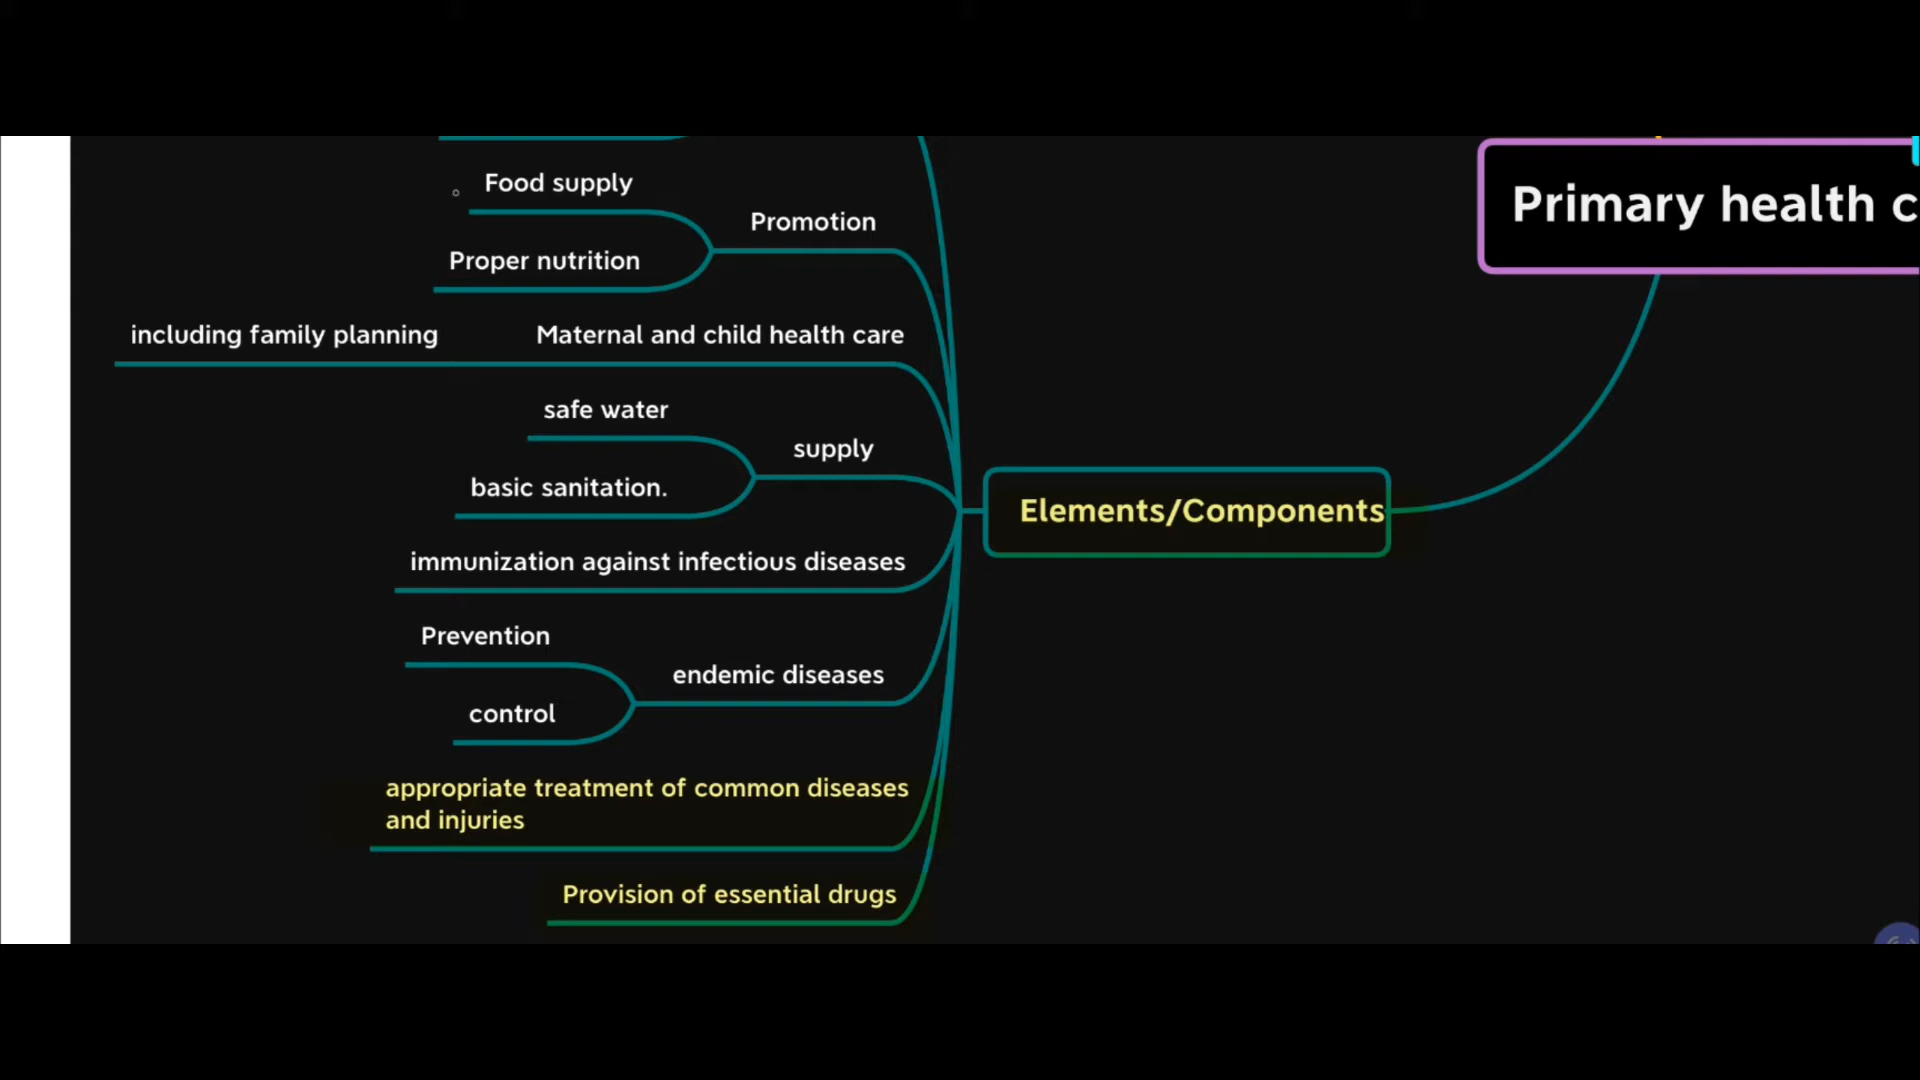 Primary health c
Elements/Components
Promotion
Food supply
Proper nutrition
Maternal and child health care
including family planning
supply
safe water
basic sanitation.
immunization against infectious diseases
endemic diseases
Prevention
control
appropriate treatment of common diseases
and injuries
Provision of essential drugs